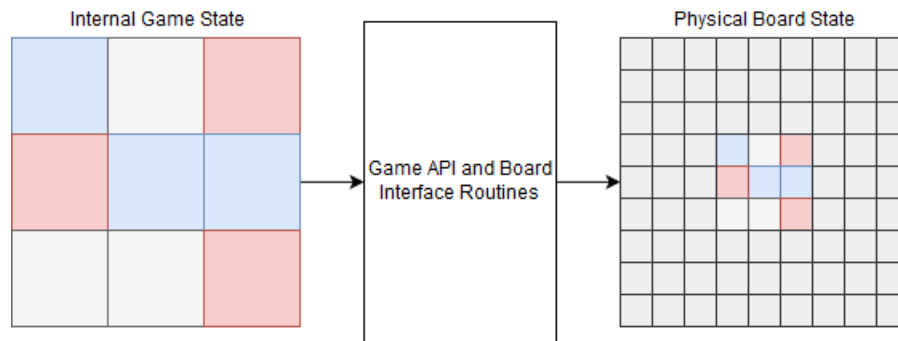 Internal Game State
Physical Board State
Game API and Board
Interface Routines